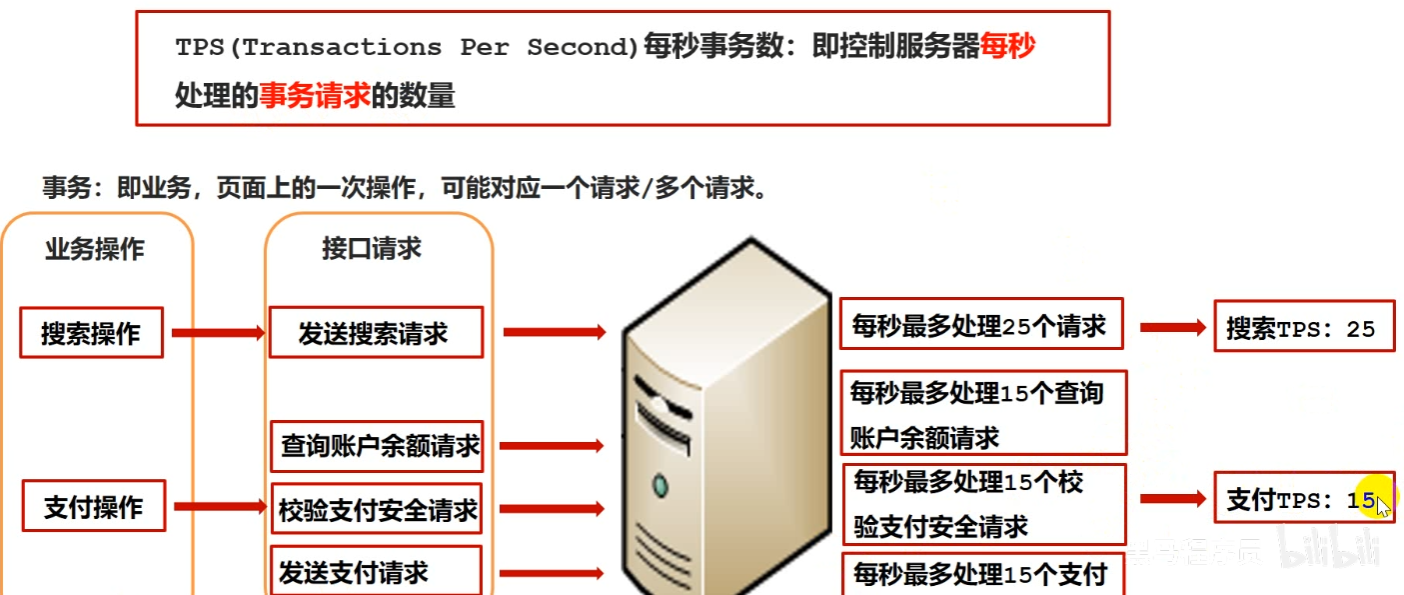 TPS(Transactions Per Second)每秒事务数：即控制服务器每秒
处理的事务请求的数量
事务：即业务，页面上的一次操作，可能对应一个请求/多个请求。
业务操作
接口请求
搜索操作
发送搜索请求
每秒最多处理25个请求
搜索TPS：25
查询账户余额请求
每秒最多处理15个查询
账户余额请求
支付操作
校验支付安全请求
每秒最多处理15个校
验支付安全请求
支付TPS：15
发送支付请求
每秒最多处理15个支付
黑马程序员 bilibili